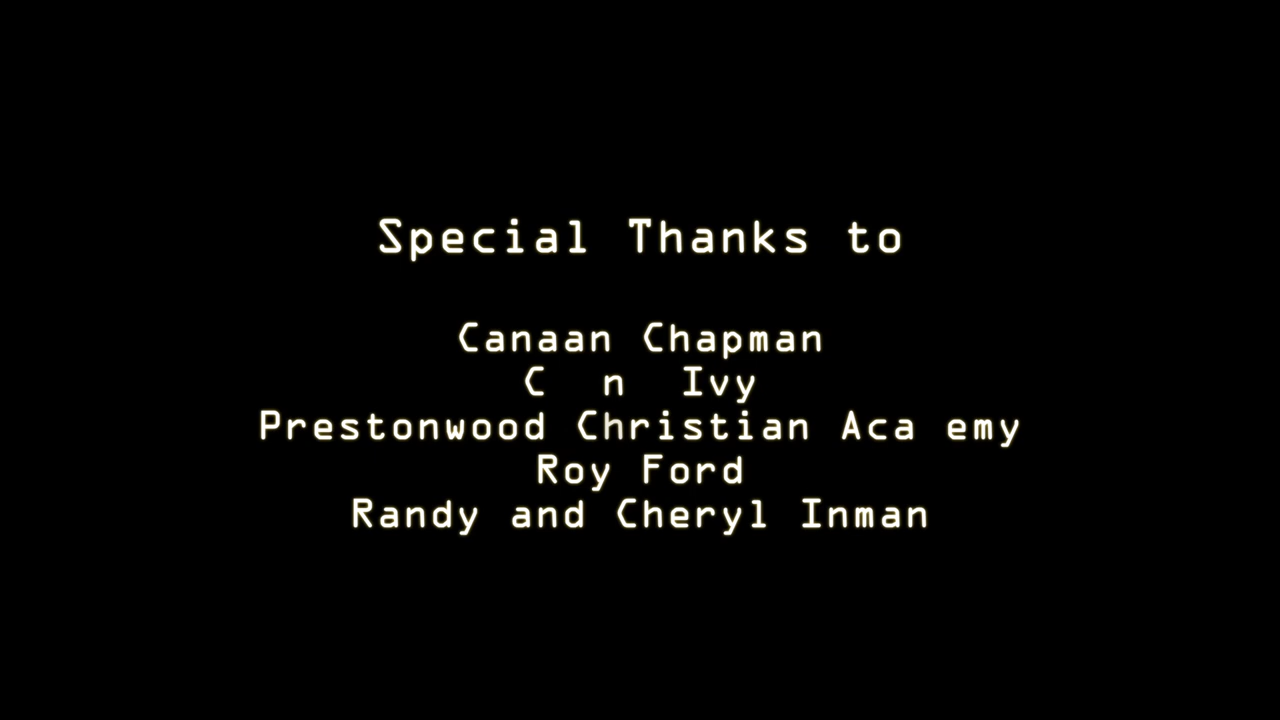 Special Thanks to
Canaan Chapman
C n Ivy
Prestonwood Christian Aca emy
Roy Ford
Randy and Cheryl Inman